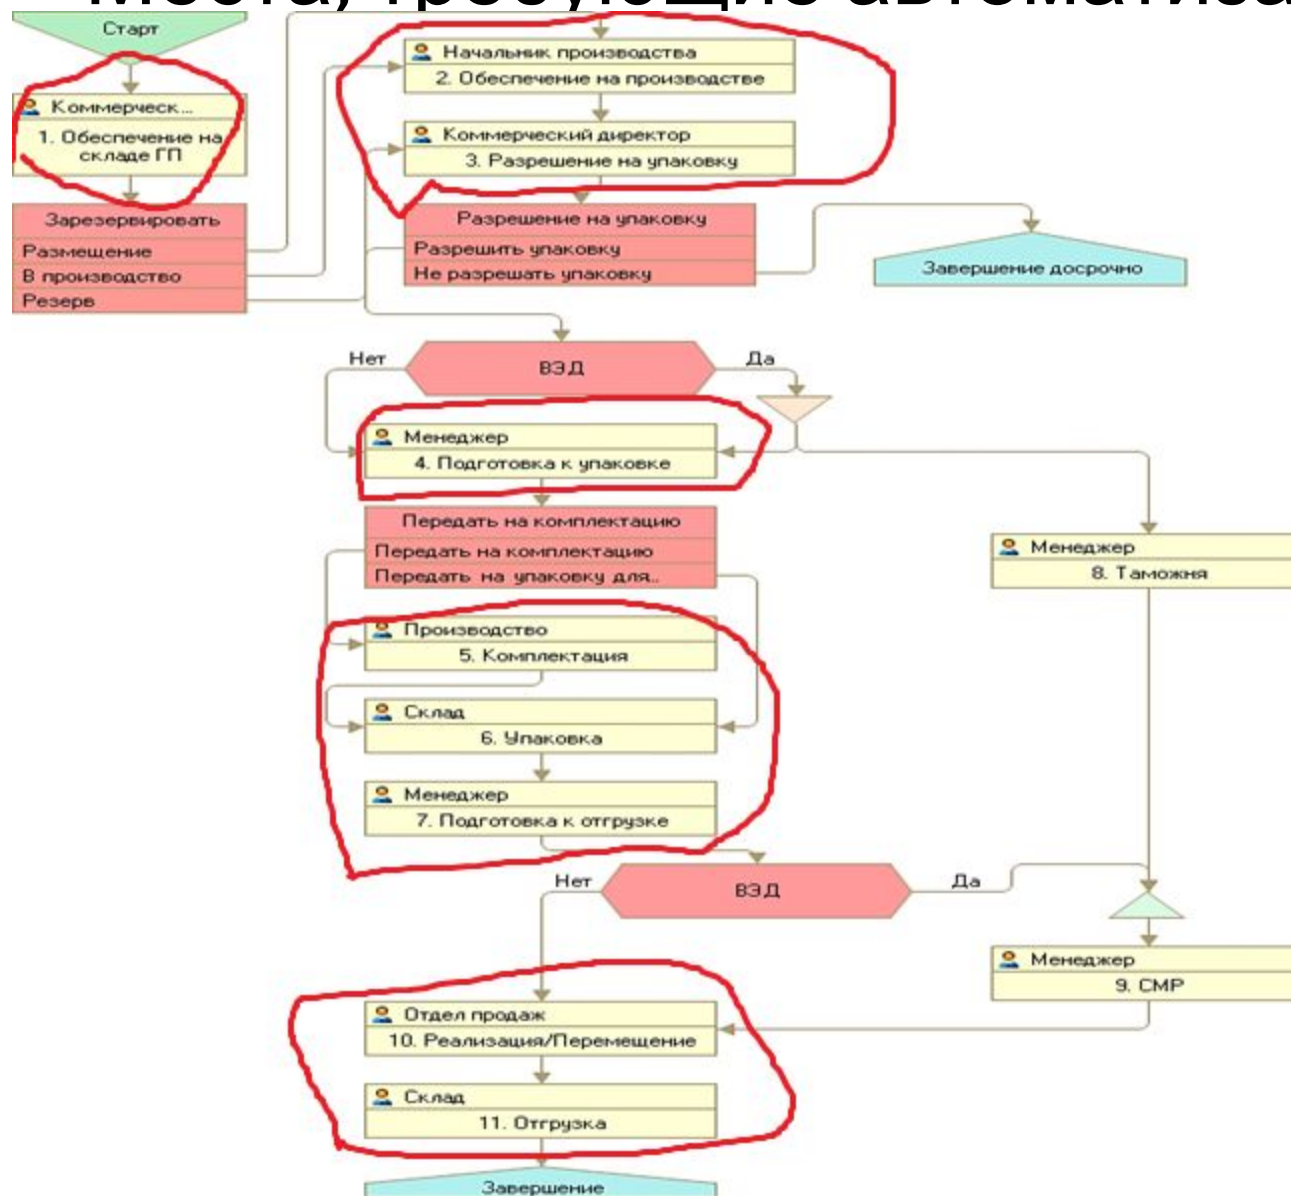 Места, требующие автоматиза
Старт
Коммерческ...
1. Обеспечение на
складе ГП
Зарезервировать
Размещение
В производство
Резерв
Начальник производства
2. Обеспечение на производстве
Коммерческий директор
3. Разрешение на упаковку
Разрешение на упаковку
Разрешить упаковку
Не разрешать упаковку
Завершение досрочно
Нет
ВЭД
Да
Менеджер
4. Подготовка к упаковке
Передать на комплектацию
Передать на комплектацию
Передать на упаковку для..
Менеджер
8. Таможня
Производство
5. Комплектация
Склад
6. Упаковка
Менеджер
7. Подготовка к отгрузке
Нет
ВЭД
Да
Менеджер
9. CMP
Отдел продаж
10. Реализация/Перемещение
Склад
11. Отгрузка
Завершение